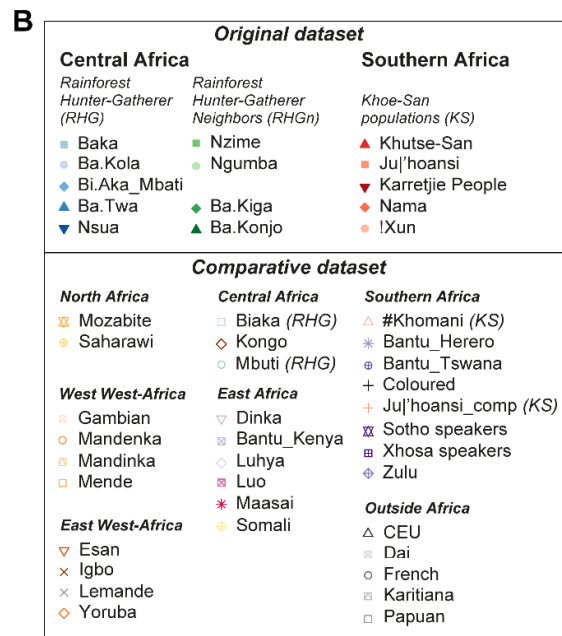 B
Original dataset
Central Africa
Rainforest
Hunter-Gatherer
(RHG)
Baka
Ba.Kola
Bi.Aka_Mbati
Ba.Twa
Nsua
Rainforest
Hunter-Gatherer
Neighbors (RHGn)
Nzime
Ngumba
Ba.Kiga
Ba.Konjo
Southern Africa
Khoe-San
populations (KS)
Khutse-San
Ju|'hoansi
Karretjie People
Nama
!Xun
Comparative dataset
North Africa
Mozabite
Saharawi
West West-Africa
Gambian
Mandenka
Mandinka
Mende
East West-Africa
Esan
Igbo
Lemande
Yoruba
Central Africa
Biaka (RHG)
Kongo
Mbuti (RHG)
East Africa
Dinka
Bantu_Kenya
Luhya
Luo
Maasai
Somali
Southern Africa
#Khomani (KS)
Bantu_Herero
Bantu_Tswana
Coloured
Ju|'hoansi_comp (KS)
Sotho speakers
Xhosa speakers
Zulu
Outside Africa
CEU
Dai
French
Karitiana
Papuan